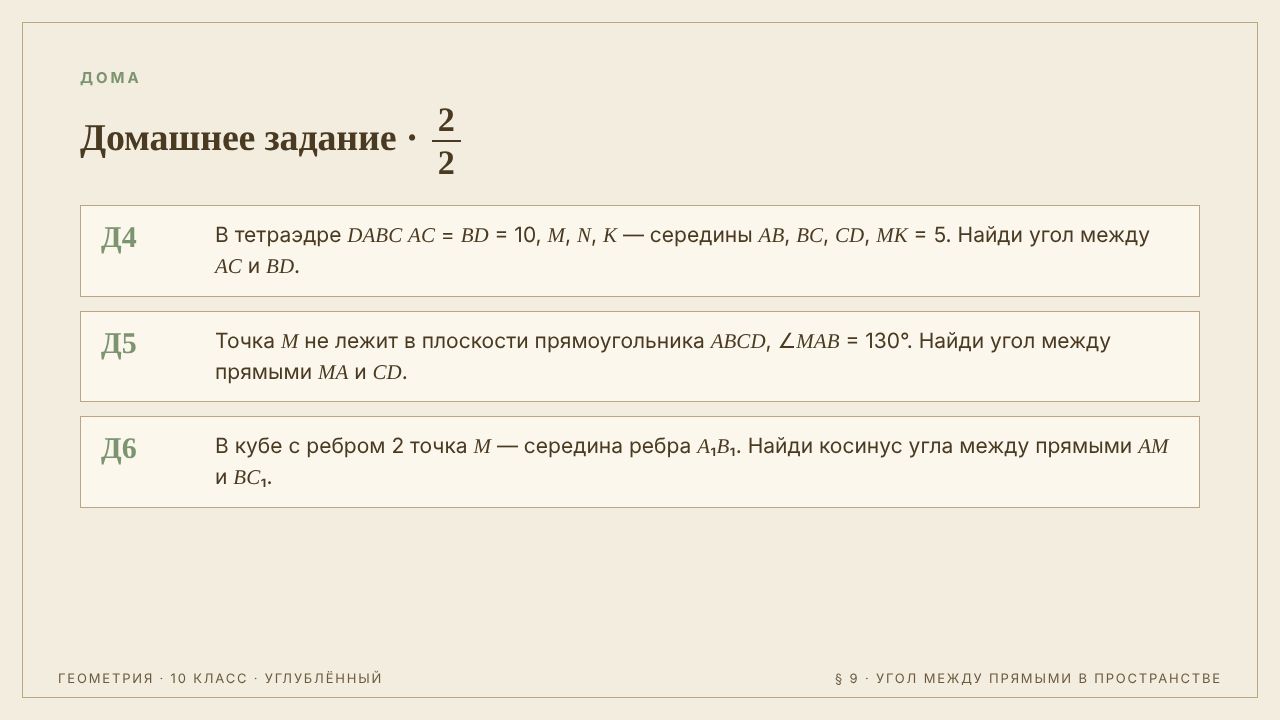 ДОМА
Домашнее задание · 2/2
Д4
В тетраэдре DABC AC = BD = 10, M, N, K — середины AB, BC, CD, MK = 5. Найди угол между
AC и BD.
Д5
Точка M не лежит в плоскости прямоугольника ABCD, ∠MAB = 130°. Найди угол между
прямыми MA и CD.
Д6
В кубе с ребром 2 точка M — середина ребра A₁B₁. Найди косинус угла между прямыми AM
и BC₁.
ГЕОМЕТРИЯ · 10 КЛАСС · УГЛУБЛЁННЫЙ
§ 9 · УГОЛ МЕЖДУ ПРЯМЫМИ В ПРОСТРАНСТВЕ